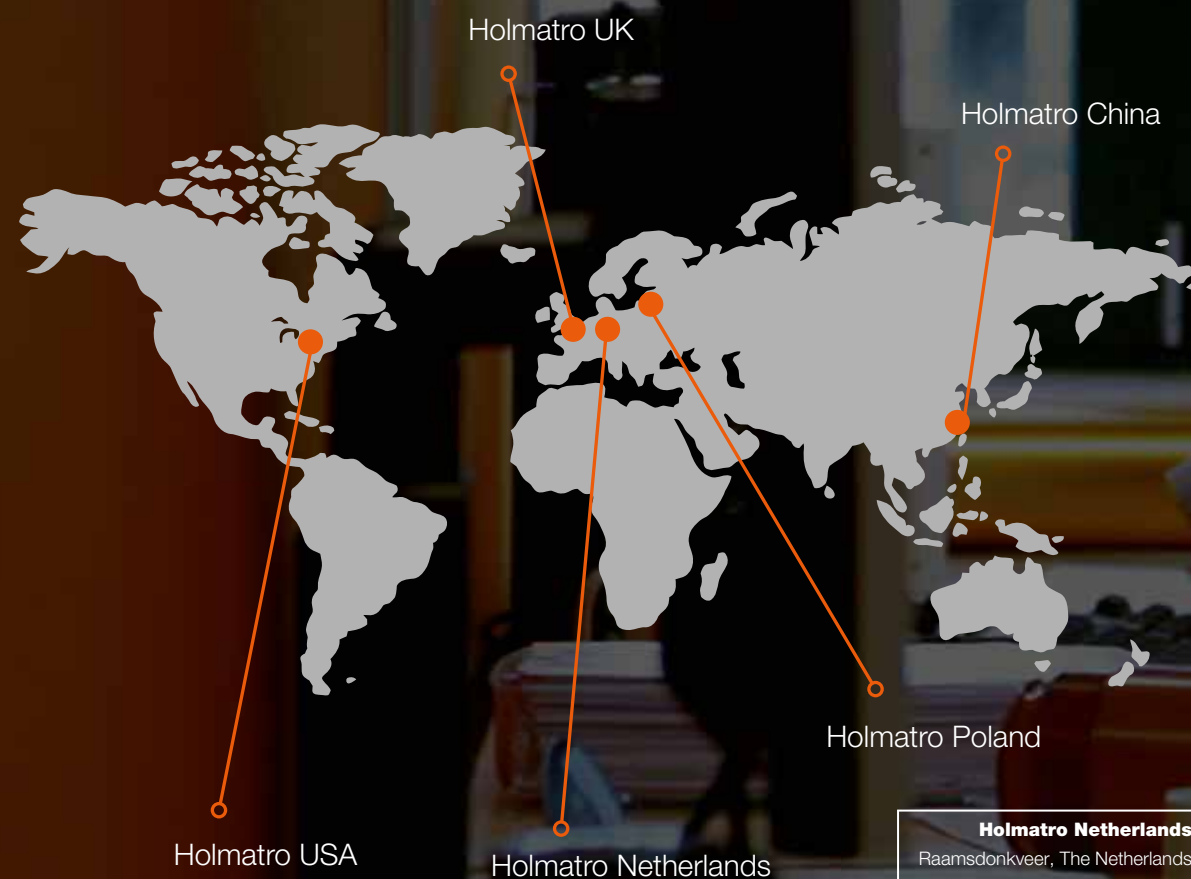 Holmatro UK
Holmatro China
Holmatro Poland
Holmatro USA
Holmatro Netherlands
Holmatro Netherlands
Raamsdonkveer, The Netherlands